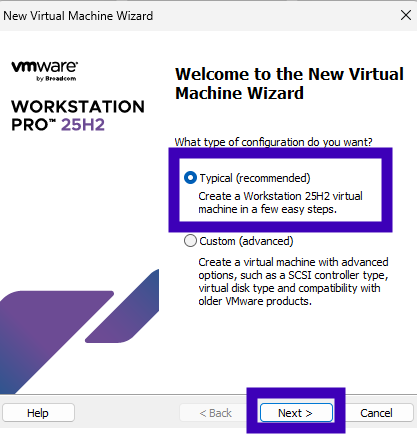 New Virtual Machine Wizard
vmware®
by Broadcom
WORKSTATION
PRO™ 25H2
Welcome to the New Virtual
Machine Wizard
What type of configuration do you want?
Typical (recommended)
Create a Workstation 25H2 virtual
machine in a few easy steps.
Custom (advanced)
Create a virtual machine with advanced
options, such as a SCSI controller type,
virtual disk type and compatibility with
older VMware products.
Help
< Back
Next >
Cancel